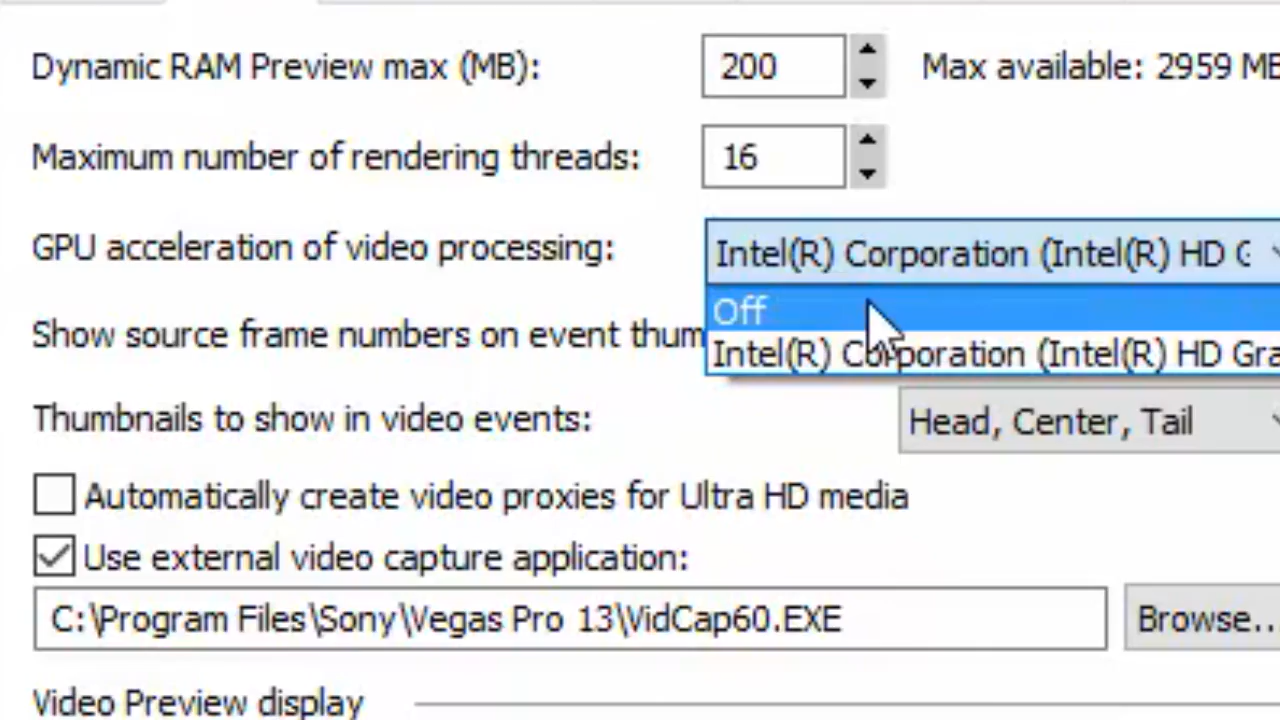 Dynamic RAM Preview max (MB): 200 Max available: 2959 MB
Maximum number of rendering threads: 16
GPU acceleration of video processing: Intel(R) Corporation (Intel(R) HD G
Off
Show source frame numbers on event thum
Intel(R) Corporation (Intel(R) HD Gra
Thumbnails to show in video events: Head, Center, Tail
Automatically create video proxies for Ultra HD media
Use external video capture application:
C:\Program Files\Sony\Vegas Pro 13\VidCap60.EXE Browse...
Video Preview display